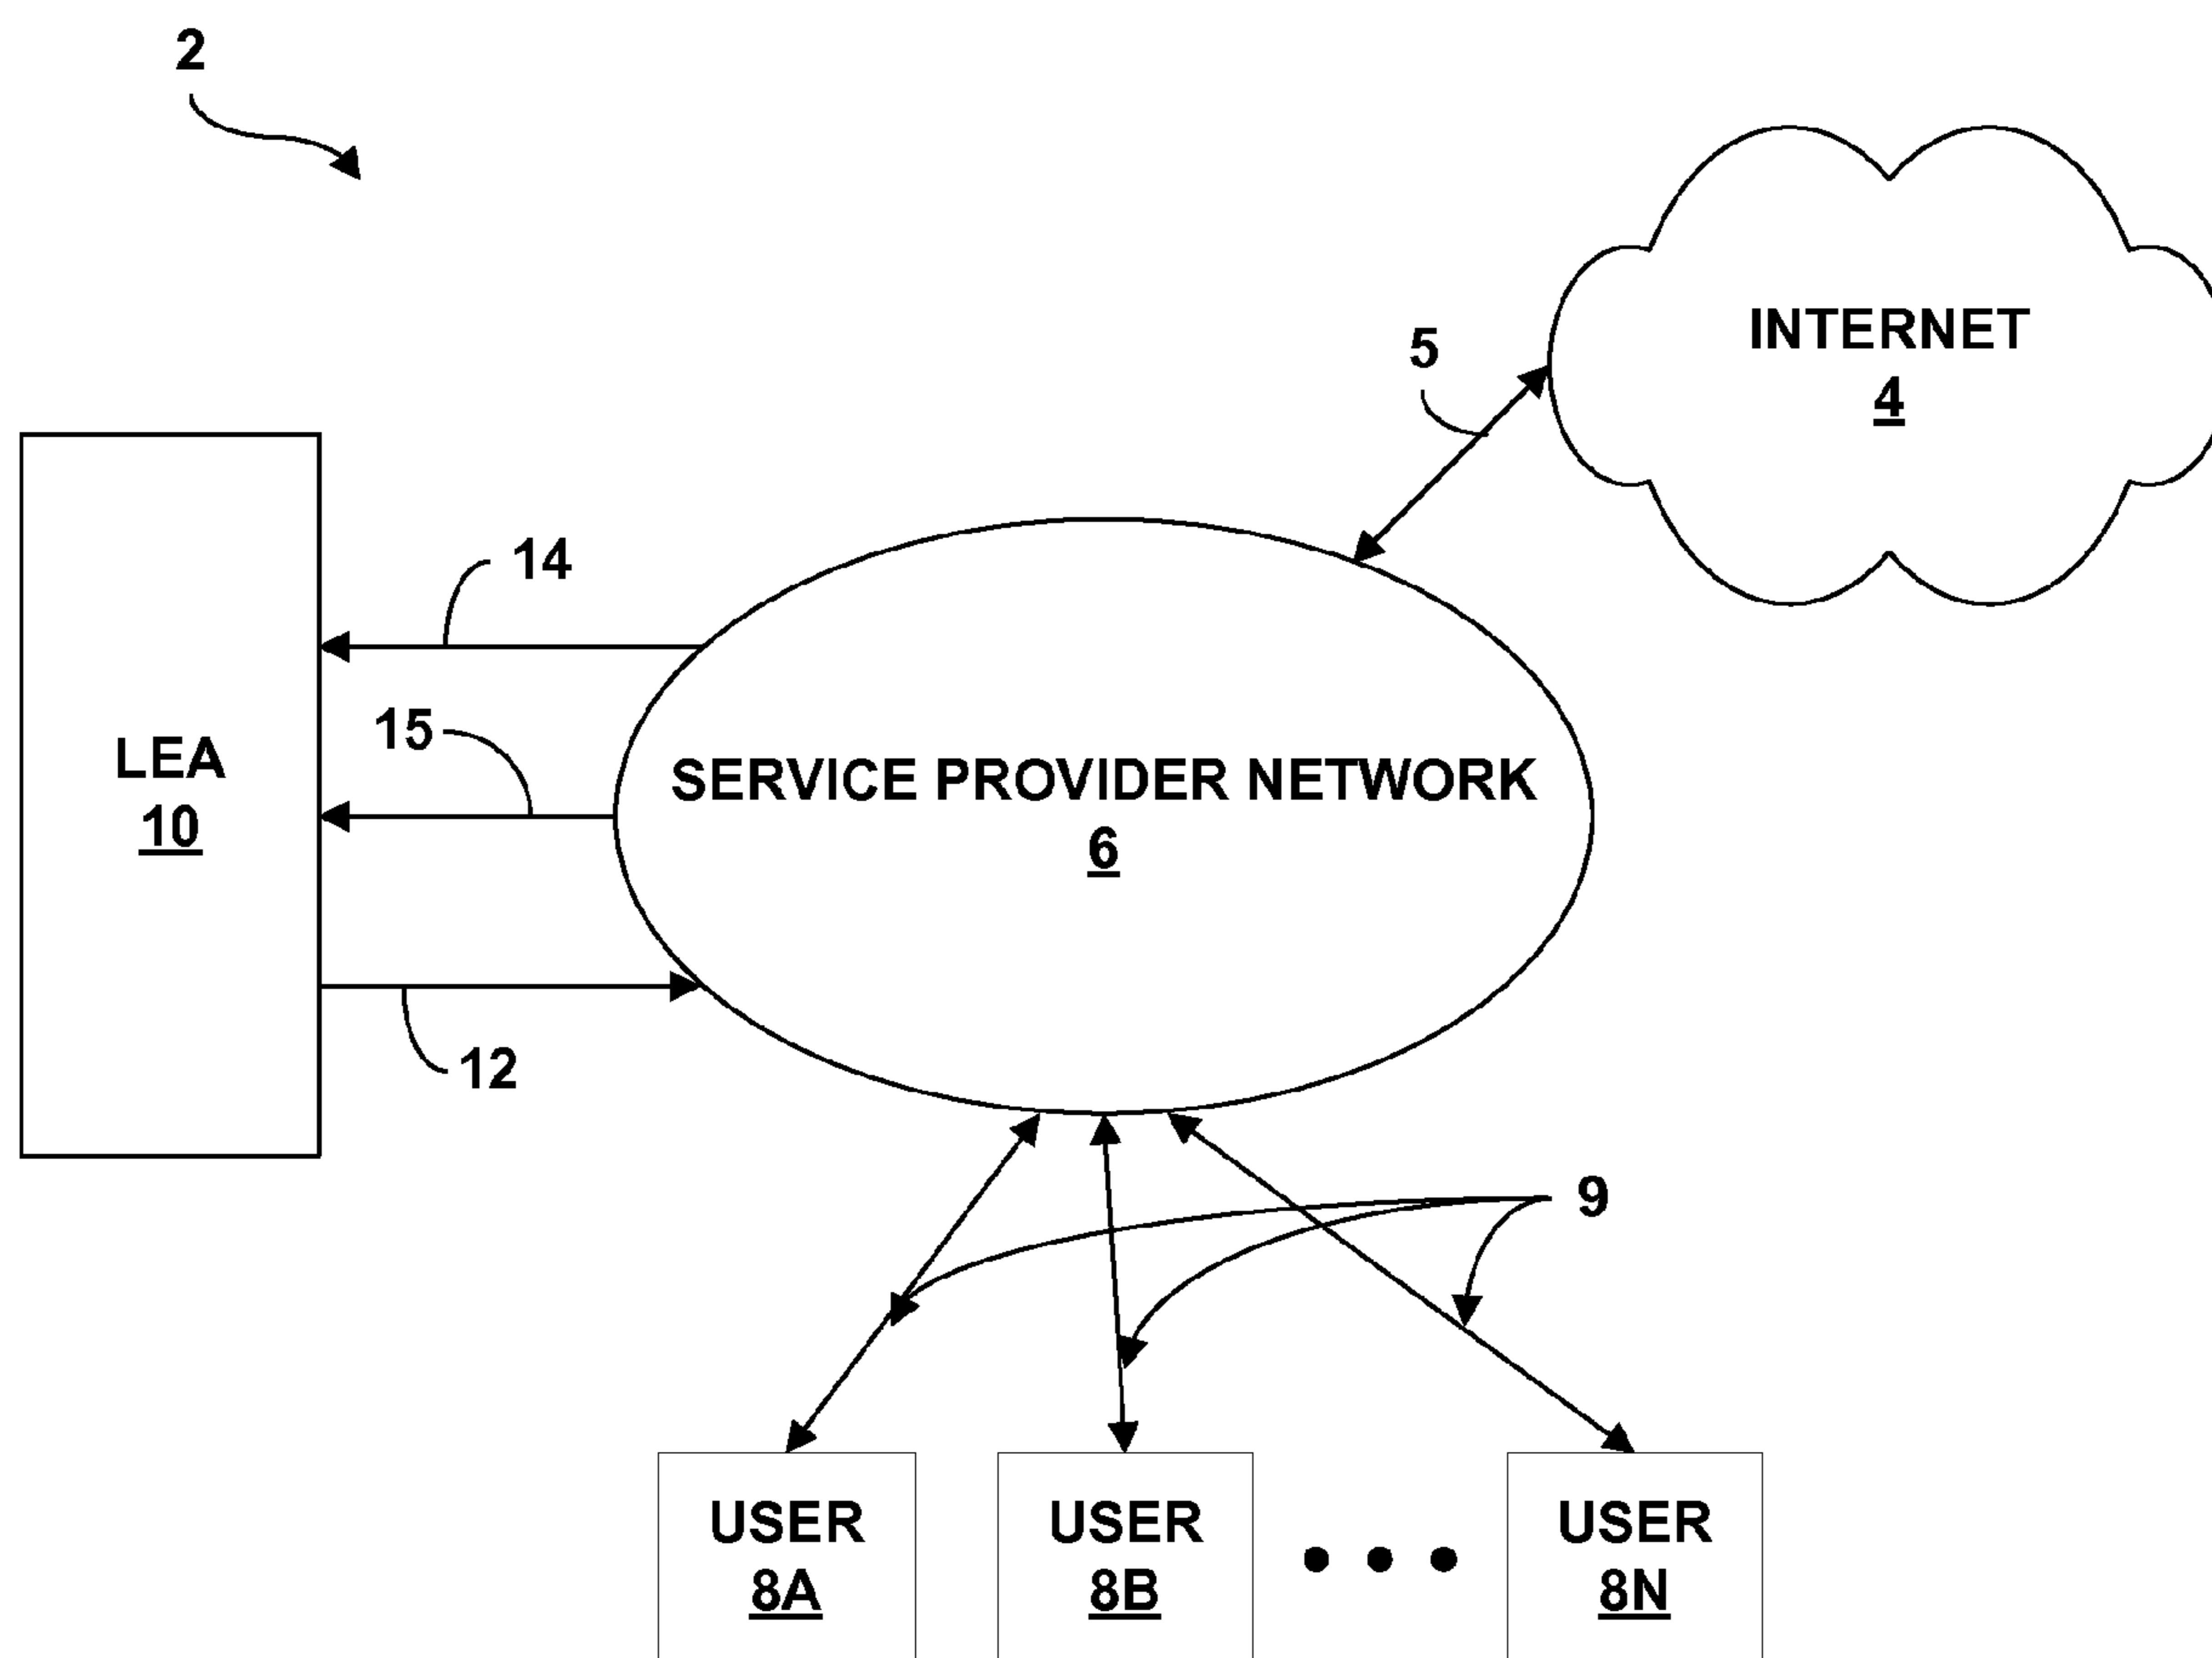 2
INTERNET
4
5
14
15
LEA
10
SERVICE PROVIDER NETWORK
6
12
9
USER
8A
USER
8B
USER
8N